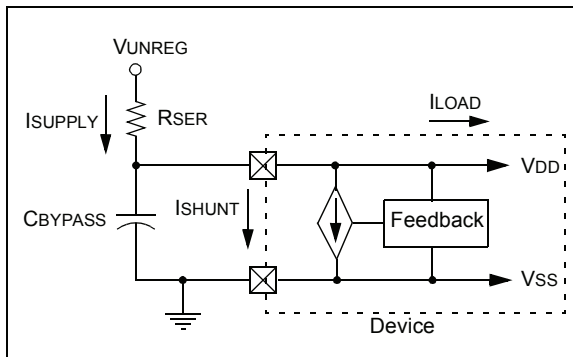 VUNREG
ILOAD
ISUPPLY
RSER
VDD
CBYPASS
ISHUNT
Feedback
VSS
Device